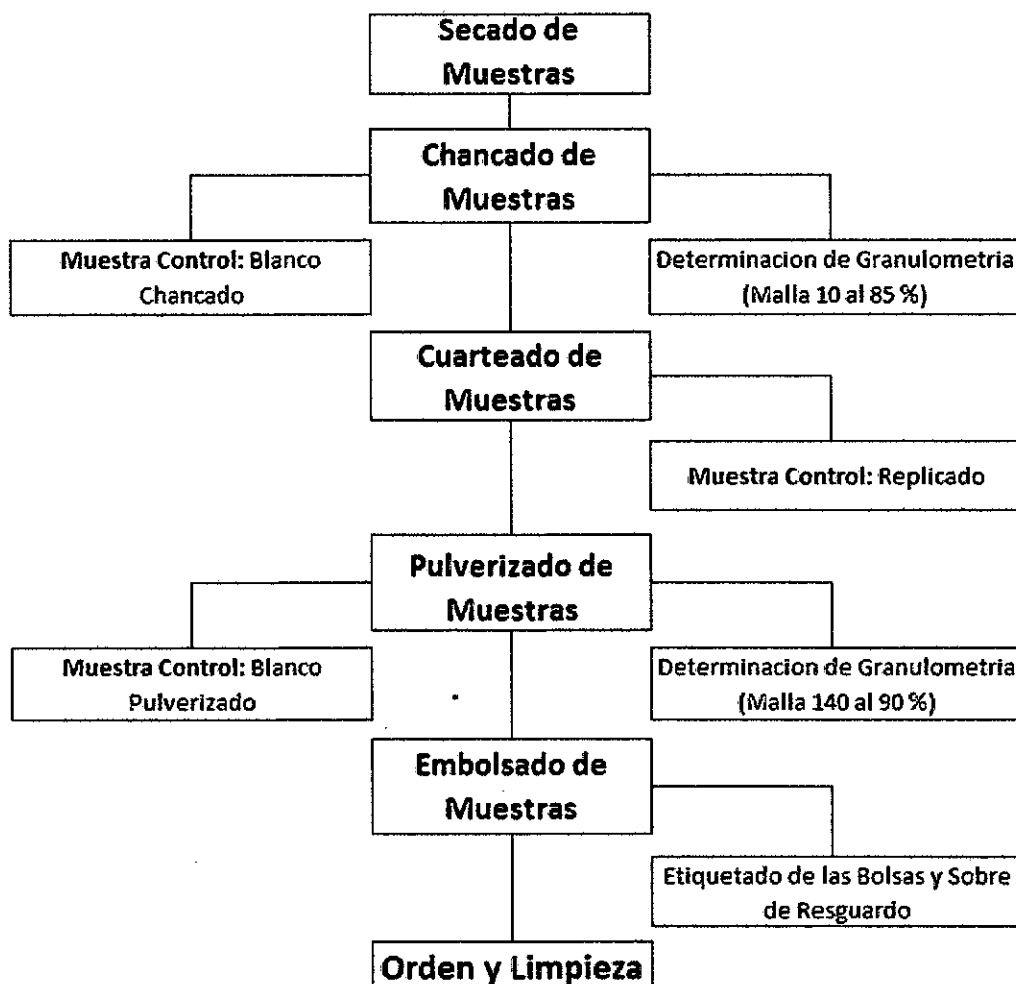 Secado de
Muestras
Chancado de
Muestras
Muestra Control: Blanco
Chancado
Determinacion de Granulometria
(Malla 10 al 85 %)
Cuarteado de
Muestras
Muestra Control: Replicado
Pulverizado de
Muestras
Muestra Control: Blanco
Pulverizado
Determinacion de Granulometria
(Malla 140 al 90 %)
Embolsado de
Muestras
Etiquetado de las Bolsas y Sobre
de Resguardo
Orden y Limpieza